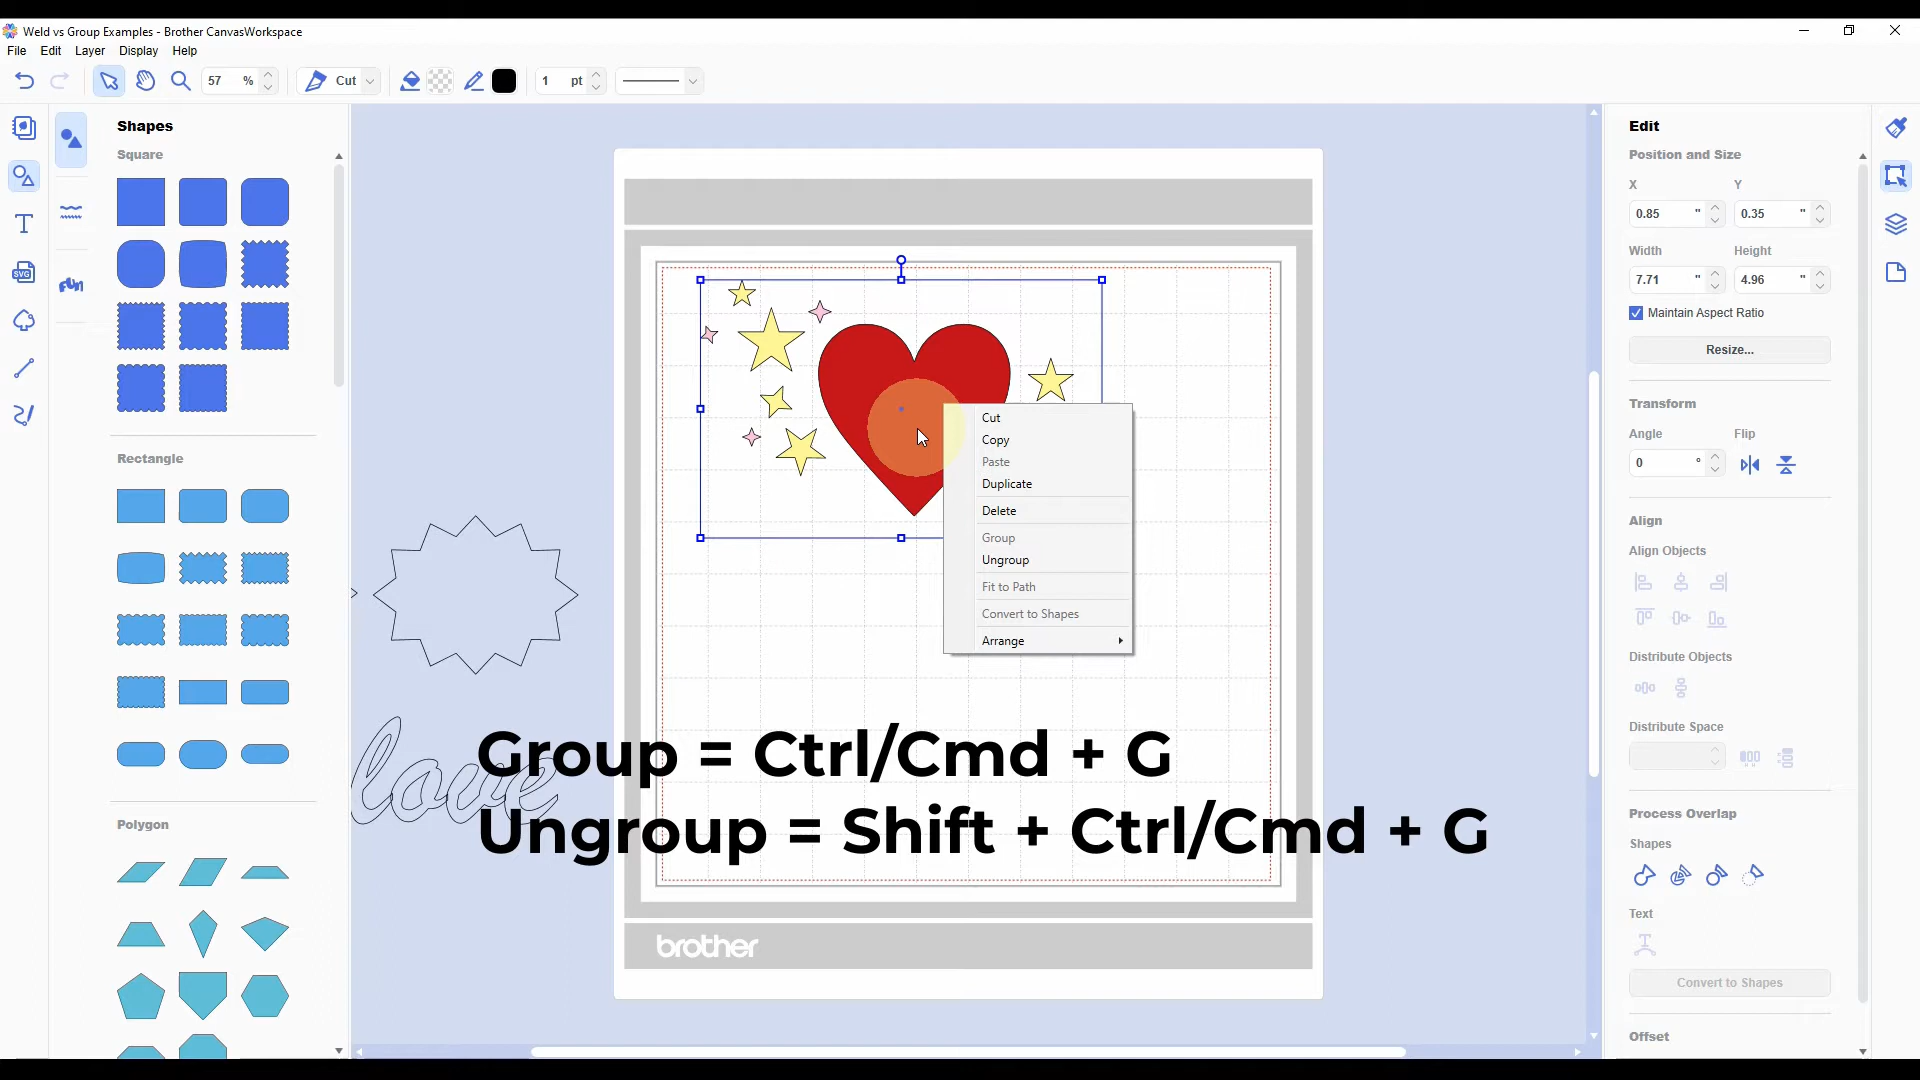 Weld vs Group Examples - Brother CanvasWorkspace
File Edit Layer Display Help
57 % Cut 1 pt
Shapes
Square
Rectangle
Polygon
SVG
fun
love
Cut
Copy
Paste
Duplicate
Delete
Group
Ungroup
Fit to Path
Convert to Shapes
Arrange
Group = Ctrl/Cmd + G
Ungroup = Shift + Ctrl/Cmd + G
brother
Edit
Position and Size
X Y
0.85 " 0.35 "
Width Height
7.71 " 4.96 "
Maintain Aspect Ratio
Resize...
Transform
Angle Flip
0 °
Align
Align Objects
Distribute Objects
Distribute Space
Process Overlap
Shapes
Text
Convert to Shapes
Offset